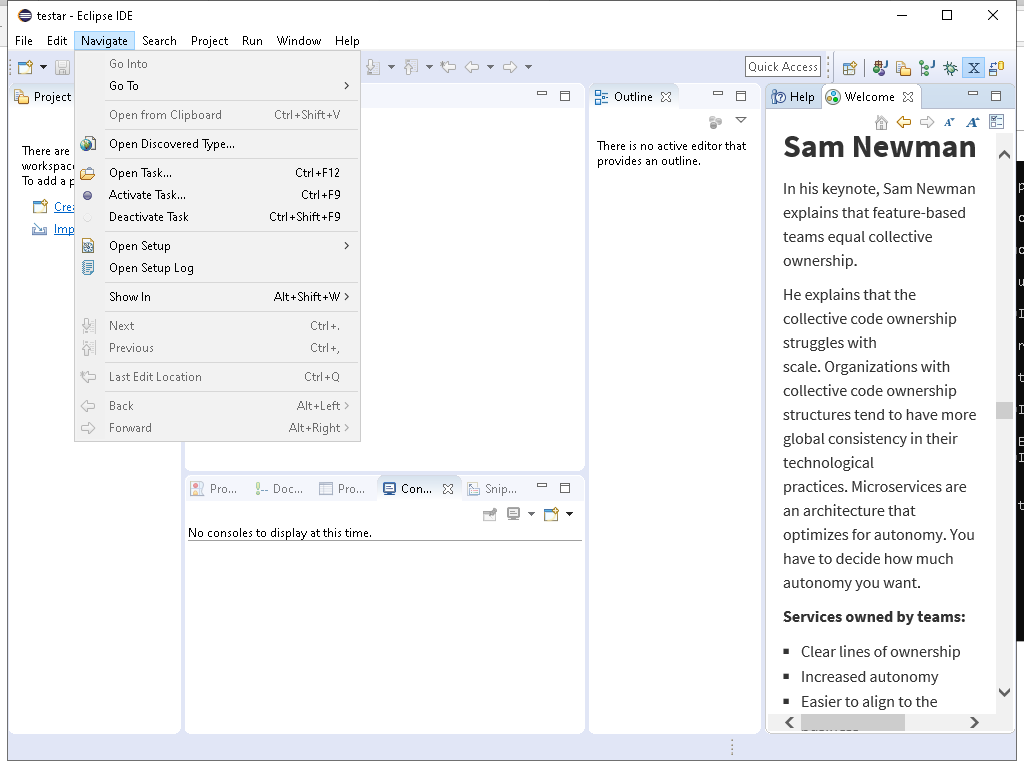 testar - Eclipse IDE
File Edit Navigate Search Project Run Window Help
Quick Access
Go Into
Go To
Open from Clipboard Ctrl+Shift+V
Open Discovered Type...
Open Task... Ctrl+F12
Activate Task... Ctrl+F9
Deactivate Task Ctrl+Shift+F9
Open Setup
Open Setup Log
Show In Alt+Shift+W
Next Ctrl+.
Previous Ctrl+,
Last Edit Location Ctrl+Q
Back Alt+Left
Forward Alt+Right
Project
There are
workspac
To add a p
Crea
Imp
Outline
There is no active editor that
provides an outline.
Pro... Doc... Pro... Con... Snip...
No consoles to display at this time.
Help Welcome
Sam Newman
In his keynote, Sam Newman
explains that feature-based
teams equal collective
ownership.
He explains that the
collective code ownership
struggles with
scale. Organizations with
collective code ownership
structures tend to have more
global consistency in their
technological
practices. Microservices are
an architecture that
optimizes for autonomy. You
have to decide how much
autonomy you want.
Services owned by teams:
▪ Clear lines of ownership
▪ Increased autonomy
▪ Easier to align to the